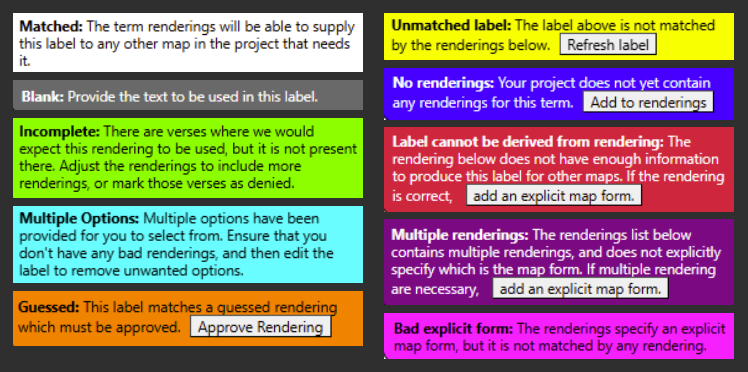 Matched: The term renderings will be able to supply
this label to any other map in the project that needs
it.
Blank: Provide the text to be used in this label.
Incomplete: There are verses where we would
expect this rendering to be used, but it is not present
there. Adjust the renderings to include more
renderings, or mark those verses as denied.
Multiple Options: Multiple options have been
provided for you to select from. Ensure that you
don't have any bad renderings, and then edit the
label to remove unwanted options.
Guessed: This label matches a guessed rendering
which must be approved. Approve Rendering
Unmatched label: The label above is not matched
by the renderings below. Refresh label
No renderings: Your project does not yet contain
any renderings for this term. Add to renderings
Label cannot be derived from rendering: The
rendering below does not have enough information
to produce this label for other maps. If the rendering
is correct, add an explicit map form.
Multiple renderings: The renderings list below
contains multiple renderings, and does not explicitly
specify which is the map form. If multiple rendering
are necessary, add an explicit map form.
Bad explicit form: The renderings specify an explicit
map form, but it is not matched by any rendering.